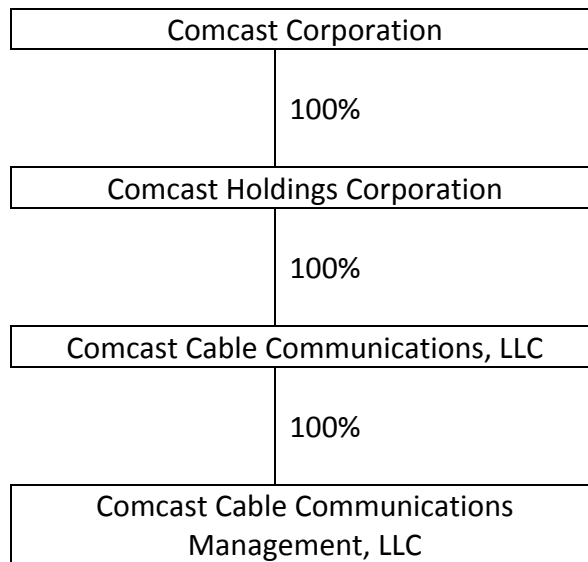 Comcast Corporation
100%
Comcast Holdings Corporation
100%
Comcast Cable Communications, LLC
100%
Comcast Cable Communications
Management, LLC